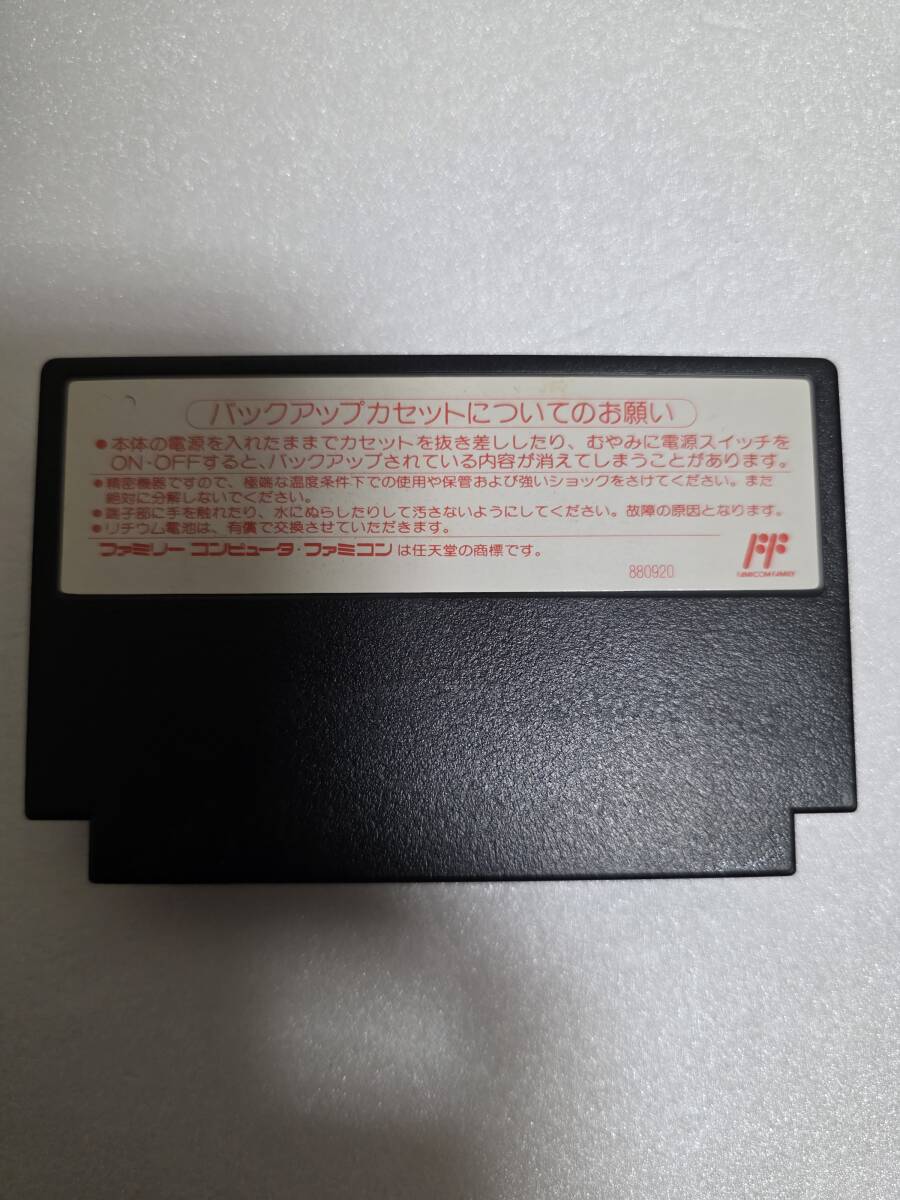 バックアップカセットについてのお願い
●本体の電源を入れたままでカセットを抜き差ししたり、むやみに電源スイッチを
ON・OFFすると、バックアップされている内容が消えてしまうことがあります。
●精密機器ですので、極端な温度条件下での使用や保管および強いショックをさけてください。また
絶対に分解しないでください。
●端子部に手を触れたり、水にぬらしたりして汚さないようにしてください。故障の原因となります。
●リチウム電池は、有償で交換させていただきます。
ファミリーコンピュータ・ファミコンは任天堂の商標です。
FF
FAMICOM FAMILY
880920